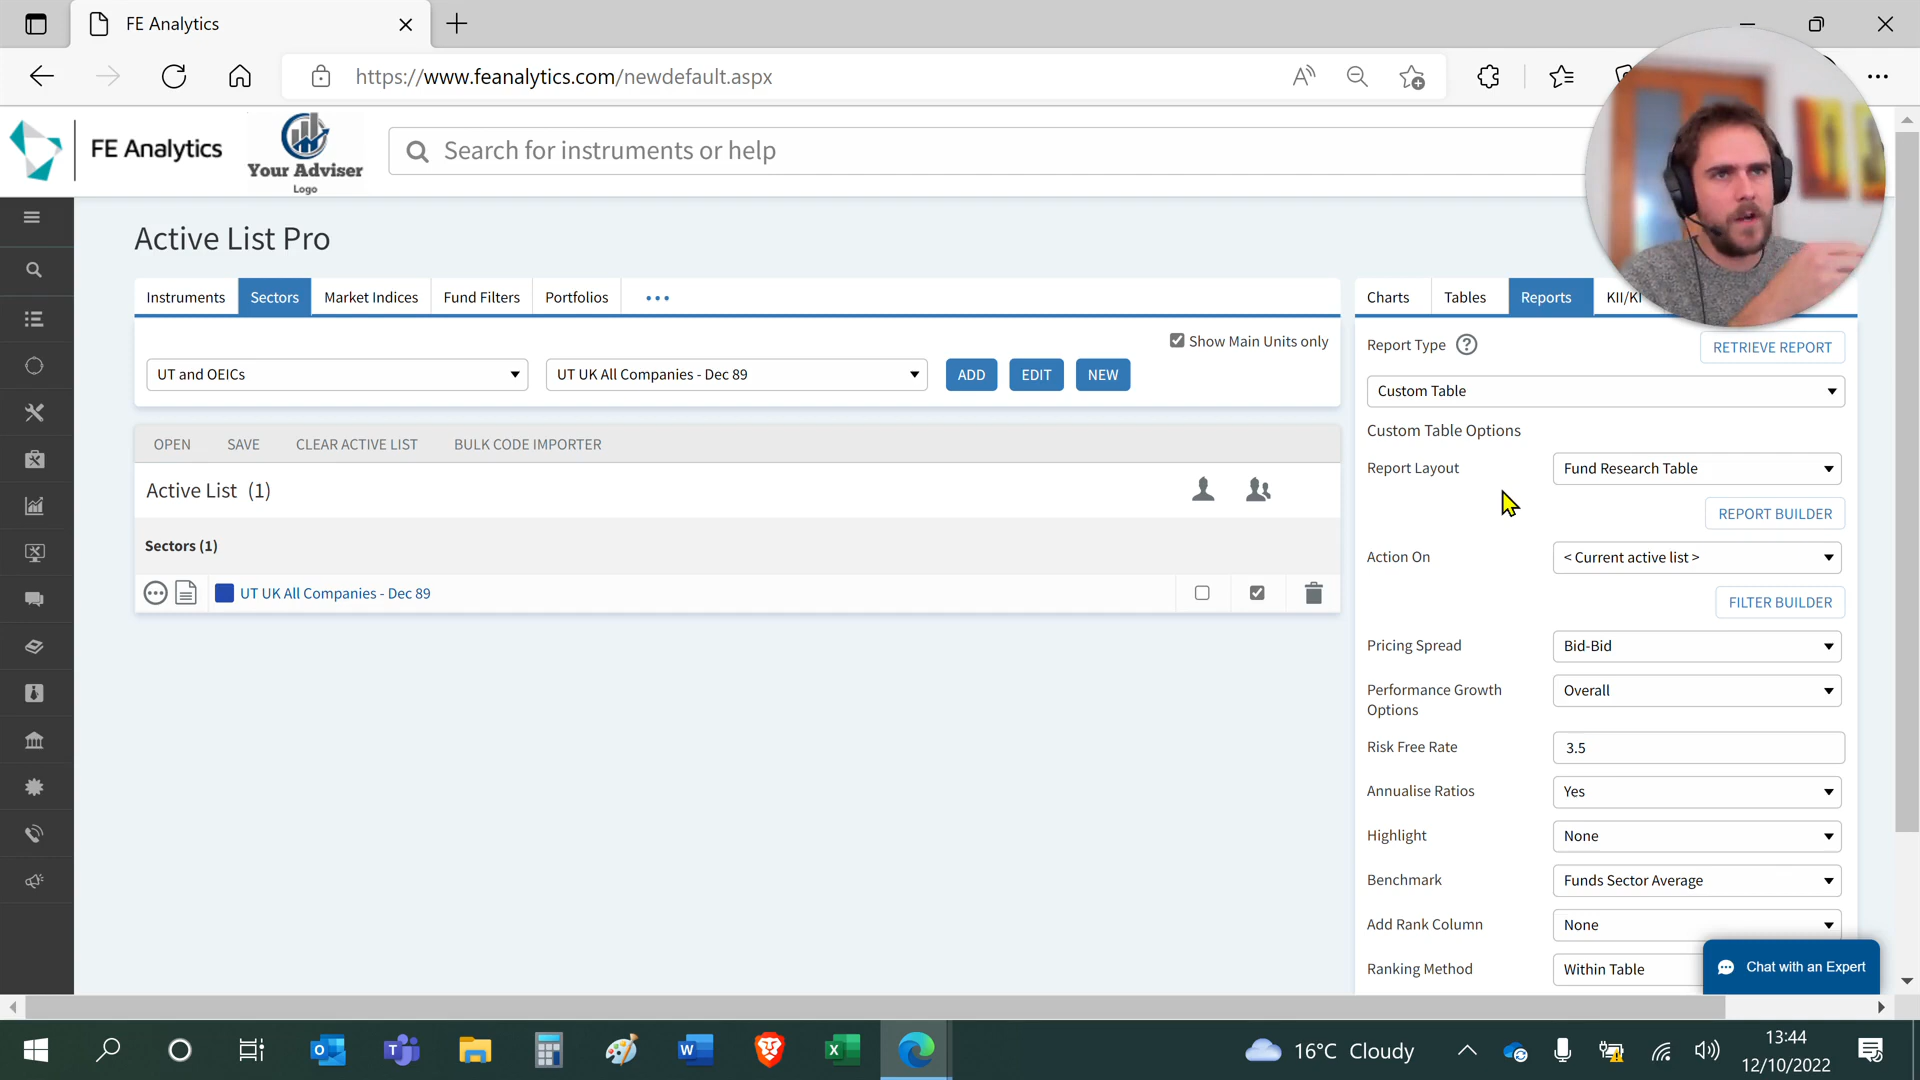 FE Analytics
https://www.feanalytics.com/newdefault.aspx
FE Analytics
Your Adviser
Logo
Search for instruments or help
Active List Pro
Instruments
Sectors
Market Indices
Fund Filters
Portfolios
Show Main Units only
UT and OEICs
UT UK All Companies - Dec 89
ADD
EDIT
NEW
OPEN
SAVE
CLEAR ACTIVE LIST
BULK CODE IMPORTER
Active List (1)
Sectors (1)
UT UK All Companies - Dec 89
Charts
Tables
Reports
KII/KI
Report Type
RETRIEVE REPORT
Custom Table
Custom Table Options
Report Layout
Fund Research Table
REPORT BUILDER
Action On
< Current active list >
FILTER BUILDER
Pricing Spread
Bid-Bid
Performance Growth
Options
Overall
Risk Free Rate
3.5
Annualise Ratios
Yes
Highlight
None
Benchmark
Funds Sector Average
Add Rank Column
None
Ranking Method
Within Table
Chat with an Expert
16°C Cloudy
13:44
12/10/2022